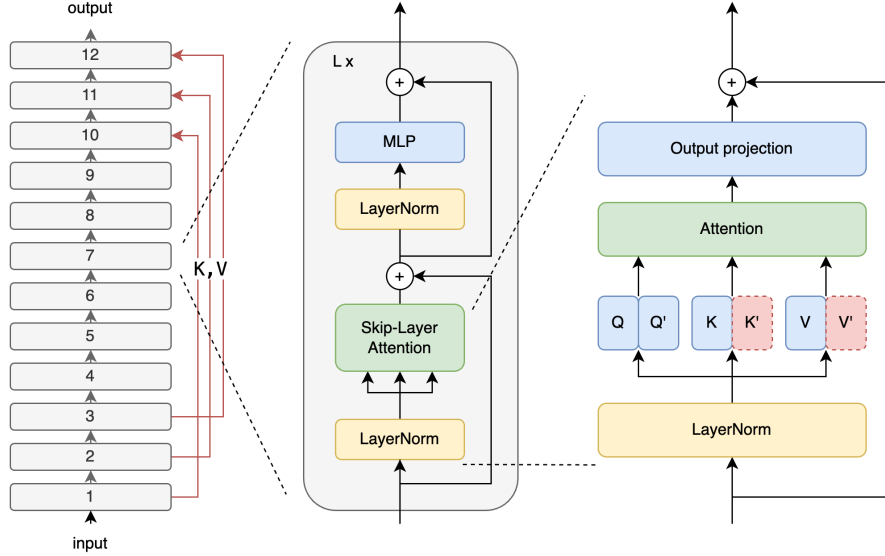 output
12
11
10
9
8
7
6
5
4
3
2
1
input
K,V
L x
MLP
LayerNorm
Skip-Layer
Attention
LayerNorm
Output projection
Attention
Q Q' K K' V V'
LayerNorm
+
+
+